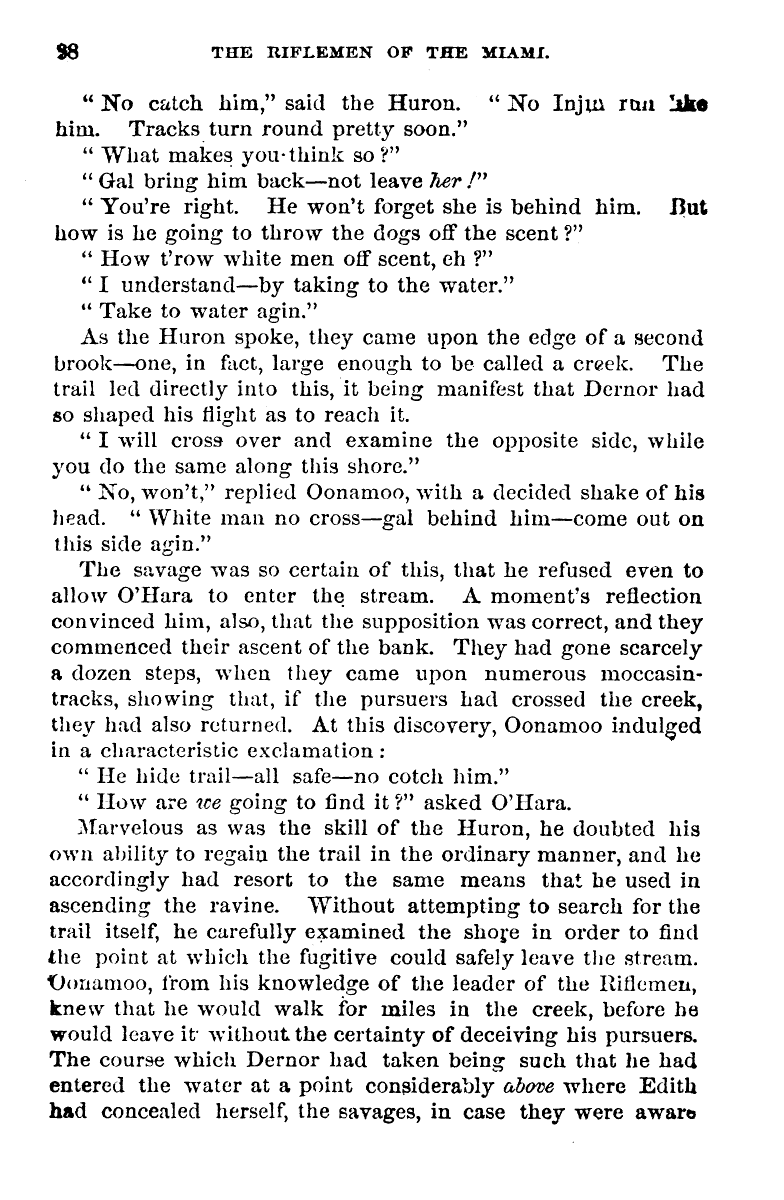 98 THE RIFLEMEN OF THE MIAMI.
“ No catch him,” said the Huron. “ No Injin run like
him. Tracks turn round pretty soon.”
“ What makes you think so ?”
“ Gal bring him back—not leave her !”
“ You're right. He won't forget she is behind him. But
how is he going to throw the dogs off the scent ?”
“ How t'row white men off scent, eh ?”
“ I understand—by taking to the water.”
“ Take to water agin.”
As the Huron spoke, they came upon the edge of a second
brook—one, in fact, large enough to be called a creek. The
trail led directly into this, it being manifest that Dernor had
so shaped his flight as to reach it.
“ I will cross over and examine the opposite side, while
you do the same along this shore.”
“ No, won't,” replied Oonamoo, with a decided shake of his
head. “ White man no cross—gal behind him—come out on
this side agin.”
The savage was so certain of this, that he refused even to
allow O'Hara to enter the stream. A moment's reflection
convinced him, also, that the supposition was correct, and they
commenced their ascent of the bank. They had gone scarcely
a dozen steps, when they came upon numerous moccasin-
tracks, showing that, if the pursuers had crossed the creek,
they had also returned. At this discovery, Oonamoo indulged
in a characteristic exclamation :
“ He hide trail—all safe—no cotch him.”
“ How are we going to find it ?” asked O'Hara.
Marvelous as was the skill of the Huron, he doubted his
own ability to regain the trail in the ordinary manner, and he
accordingly had resort to the same means that he used in
ascending the ravine. Without attempting to search for the
trail itself, he carefully examined the shore in order to find
the point at which the fugitive could safely leave the stream.
Oonamoo, from his knowledge of the leader of the Riflemen,
knew that he would walk for miles in the creek, before he
would leave it without the certainty of deceiving his pursuers.
The course which Dernor had taken being such that he had
entered the water at a point considerably above where Edith
had concealed herself, the savages, in case they were aware